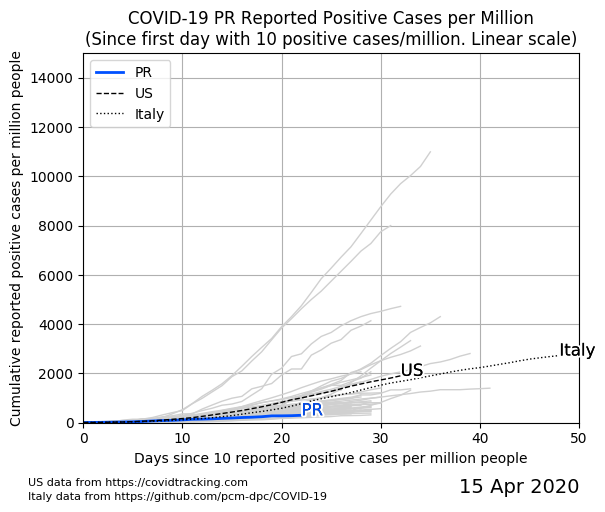 COVID-19 PR Reported Positive Cases per Million
(Since first day with 10 positive cases/million. Linear scale)
Cumulative reported positive cases per million people
14000
12000
10000
8000
6000
4000
2000
0
PR
US
Italy
Italy
US
PR
0 10 20 30 40 50
Days since 10 reported positive cases per million people
US data from https://covidtracking.com
Italy data from https://github.com/pcm-dpc/COVID-19
15 Apr 2020